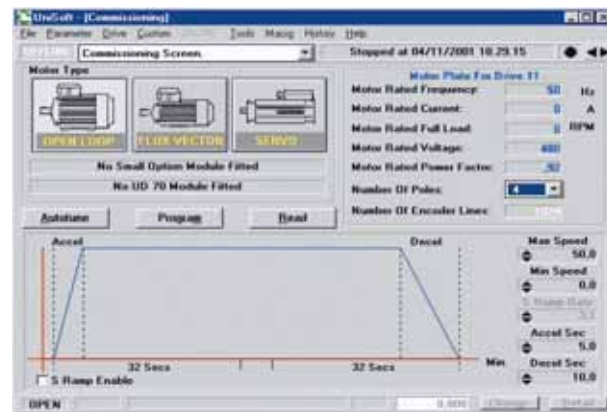 UniSoft - [Commissioning]
File Parameter Drive Custom Tools Macro History Help
Commissioning Screen
Stopped at 04/11/2001 10.29.15
Motor Type
OPEN LOOP
FLUX VECTOR
SERVO
No Small Option Module Fitted
No UD 70 Module Fitted
Motor Plate For Drive 11
Motor Rated Frequency: 50 Hz
Motor Rated Current: 0 A
Motor Rated Full Load: 0 RPM
Motor Rated Voltage: 400
Motor Rated Power Factor: .92
Number Of Poles: 4
Number Of Encoder Lines:
Autotune
Program
Read
Accel
Decel
32 Secs
32 Secs
Min
S Ramp Enable
Max Speed
50.0
Min Speed
0.0
S Ramp Rate
Accel Sec
5.0
Decel Sec
10.0
OPEN
0.000
Change
Detail